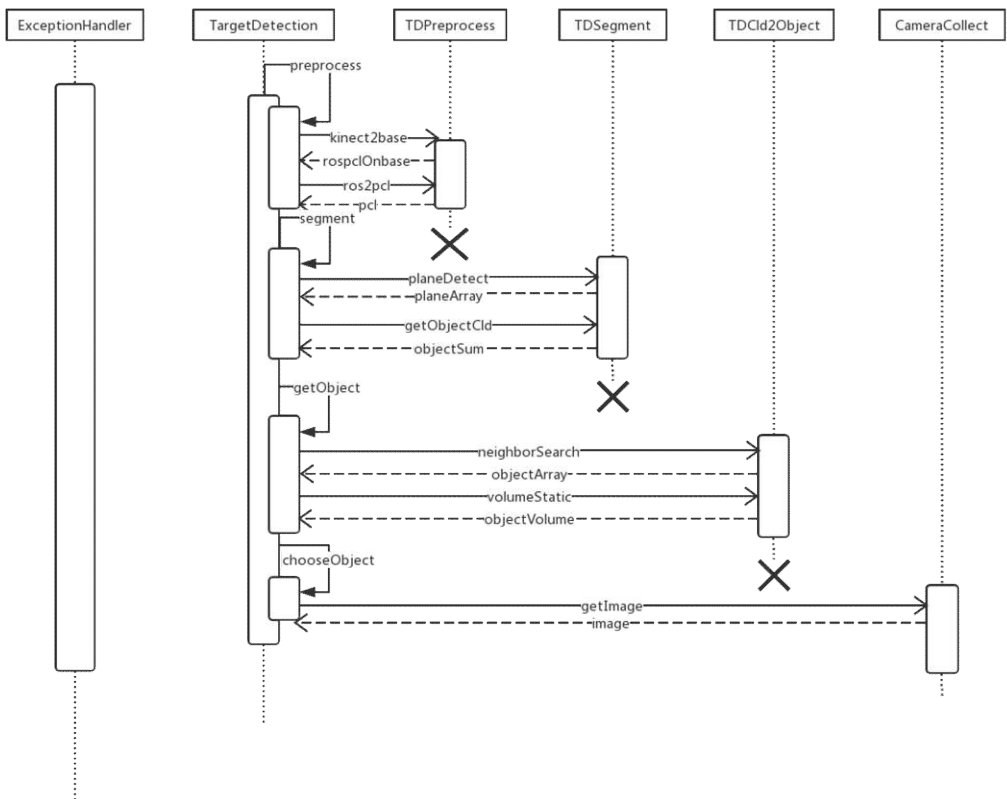 ExceptionHandler
TargetDetection
TDPreprocess
TDSegment
TDCld2Object
CameraCollect
preprocess
kinect2base
rospclOnbase
ros2pcl
pcl
segment
planeDetect
planeArray
getObjectCld
objectSum
getObject
neighborSearch
objectArray
volumeStatic
objectVolume
chooseObject
getImage
image